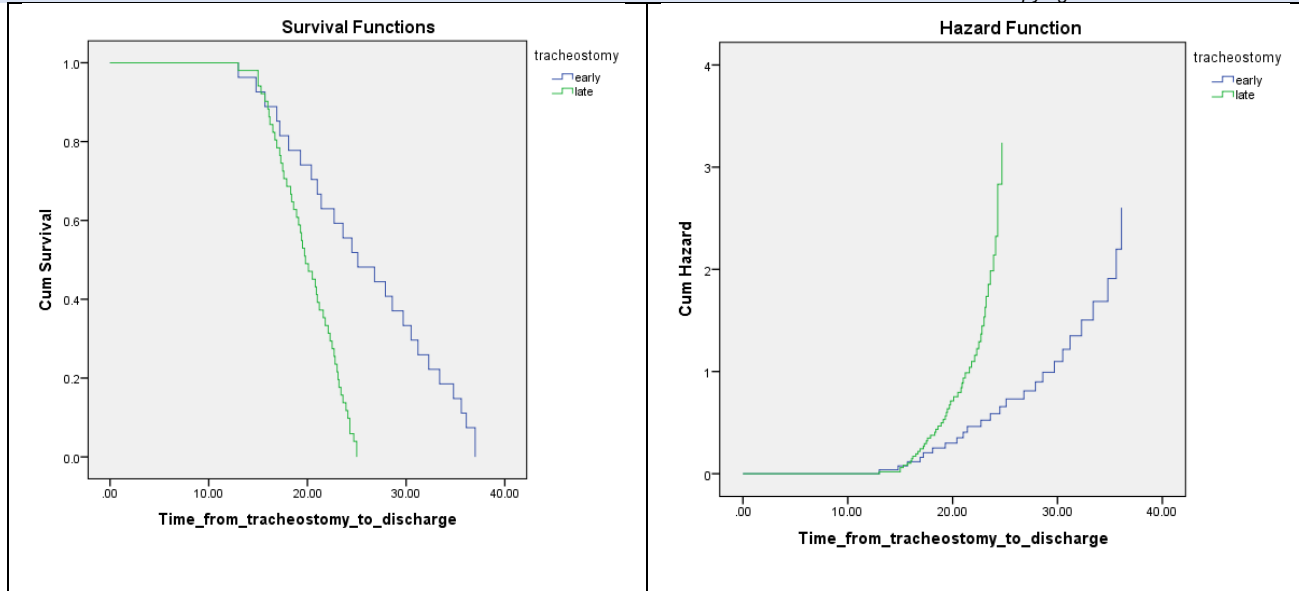 Survival Functions
tracheostomy
early
late
1.0
0.8
0.6
0.4
0.2
0.0
Cum Survival
.00 10.00 20.00 30.00 40.00
Time_from_tracheostomy_to_discharge
Hazard Function
tracheostomy
early
late
4
3
2
1
0
Cum Hazard
.00 10.00 20.00 30.00 40.00
Time_from_tracheostomy_to_discharge